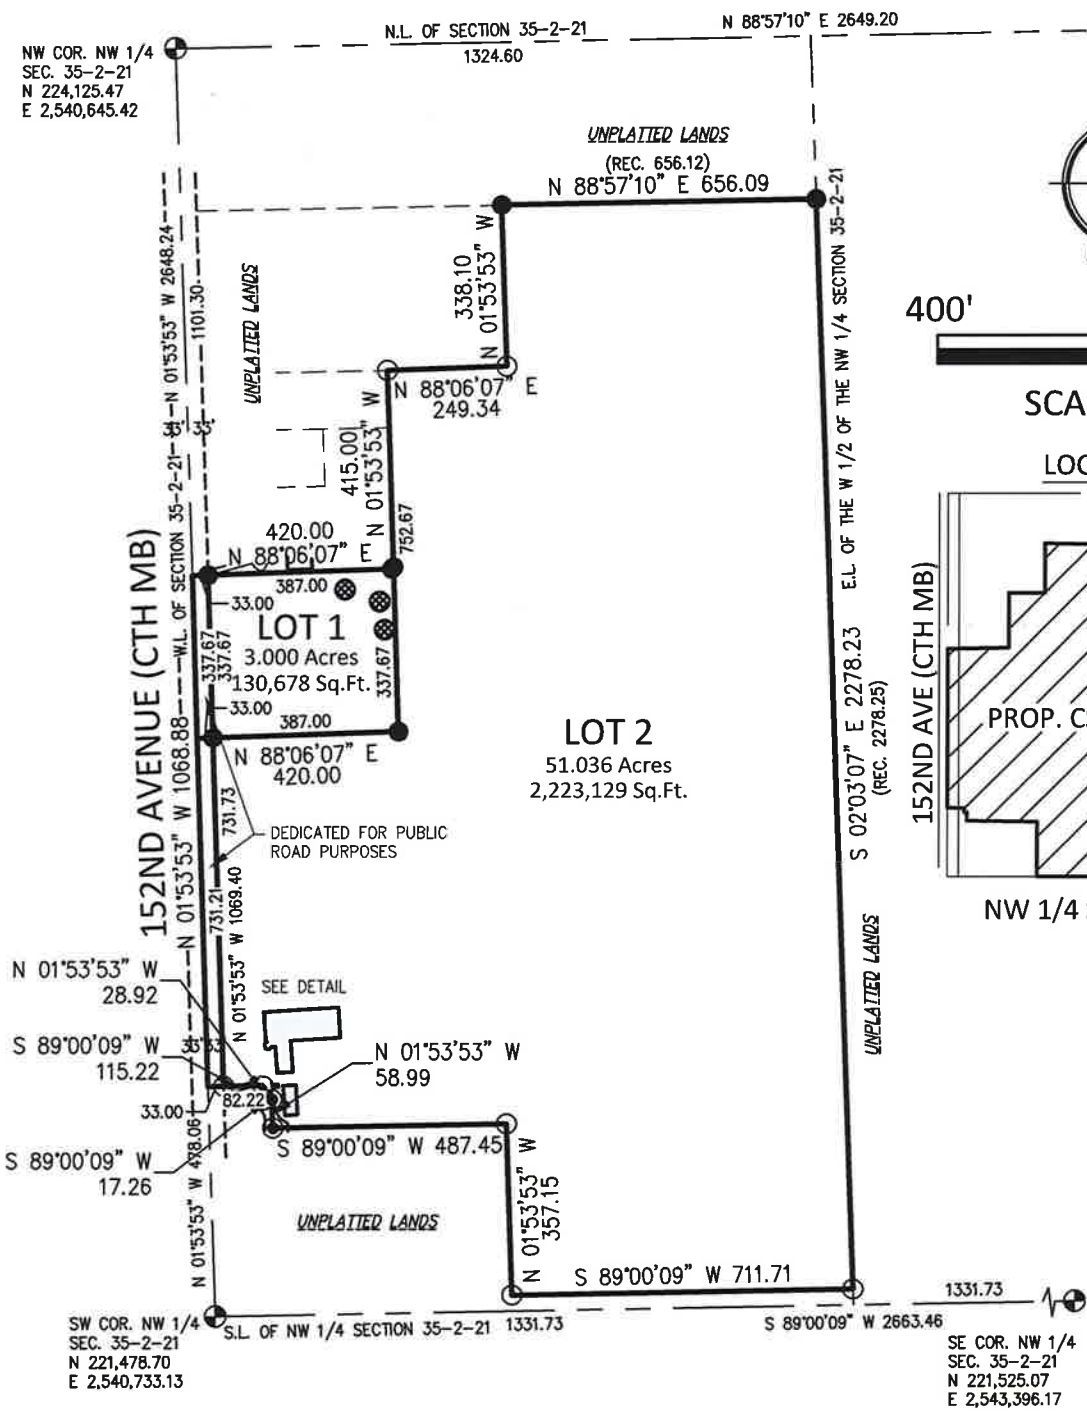 N.L. OF SECTION 35-2-21
N 88°57'10" E 2649.20
1324.60
NW COR. NW 1/4
SEC. 35-2-21
N 224,125.47
E 2,540,645.42
UNPLATTED LANDS
(REC. 656.12)
N 88°57'10" E 656.09
N 01°53'53" W 2648.24
1101.30
UNPLATTED LANDS
338.10
N 01°53'53" W
E.L. OF THE W 1/2 OF THE NW 1/4 SECTION 35-2-21
400'
SCA
LOC
N 88°06'07" E
249.34
33' 33'
415.00
N 01°53'53" W
752.67
420.00
N 88°06'07" E
387.00
33.00
LOT 1
3.000 Acres
130,678 Sq.Ft.
337.67
337.67
337.67
33.00
387.00
N 88°06'07" E
420.00
W.L. OF SECTION 35-2-21
152ND AVENUE (CTH MB)
N 01°53'53" W 1068.88
731.73
DEDICATED FOR PUBLIC
ROAD PURPOSES
731.21
N 01°53'53" W 1069.40
LOT 2
51.036 Acres
2,223,129 Sq.Ft.
S 02°03'07" E 2278.23
(REC. 2278.25)
152ND AVE (CTH MB)
PROP. C
NW 1/4
UNPLATTED LANDS
N 01°53'53" W
28.92
SEE DETAIL
S 89°00'09" W
115.22
33' 33'
N 01°53'53" W
58.99
33.00
82.22
S 89°00'09" W
17.26
S 89°00'09" W 487.45
N 01°53'53" W 478.06
UNPLATTED LANDS
N 01°53'53" W
357.15
S 89°00'09" W 711.71
1331.73
SW COR. NW 1/4
SEC. 35-2-21
N 221,478.70
E 2,540,733.13
S.L. OF NW 1/4 SECTION 35-2-21 1331.73
S 89°00'09" W 2663.46
SE COR. NW 1/4
SEC. 35-2-21
N 221,525.07
E 2,543,396.17